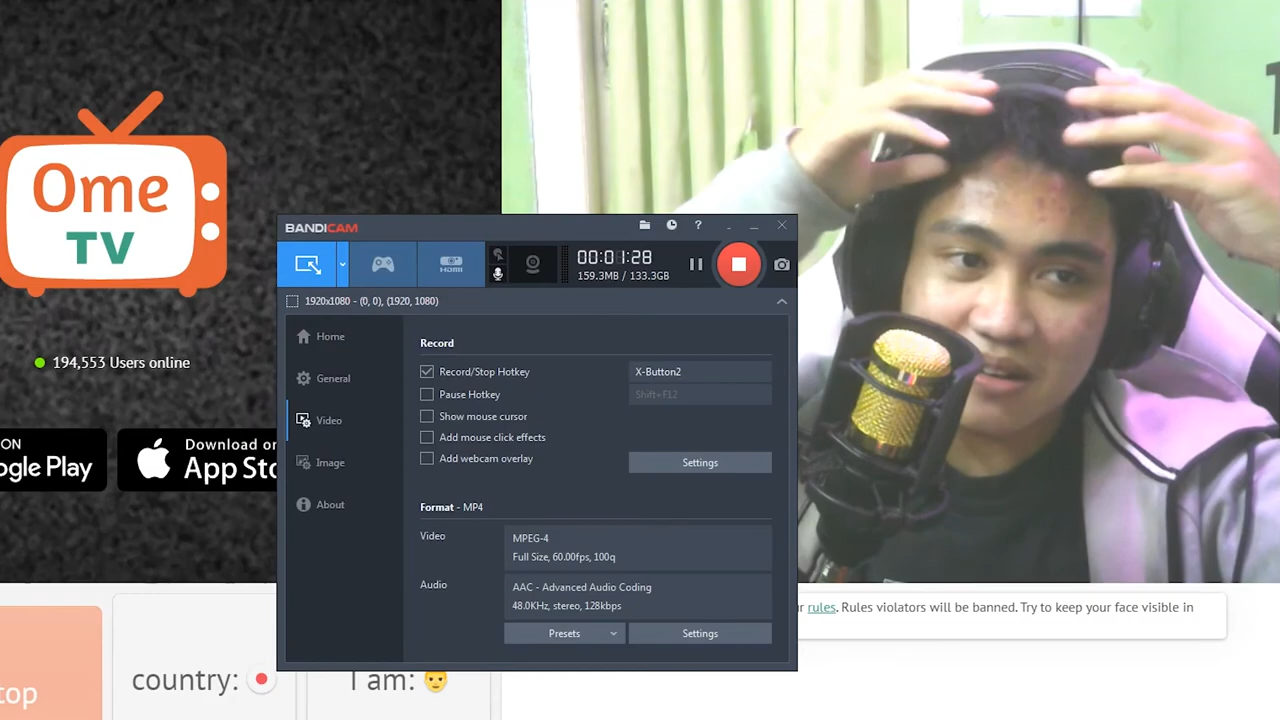 Ome
TV
194,553 Users online
ON
ogle Play
Download on
App Sto
top
country:
I am:
BANDICAM
?
HDMI
00:01:28
159.3MB / 133.3GB
1920x1080 - (0, 0), (1920, 1080)
Home
General
Video
Image
About
Record
Record/Stop Hotkey
X-Button2
Pause Hotkey
Shift+F12
Show mouse cursor
Add mouse click effects
Add webcam overlay
Settings
Format - MP4
Video
MPEG-4
Full Size, 60.00fps, 100q
Audio
AAC - Advanced Audio Coding
48.0KHz, stereo, 128kbps
Presets
Settings
r rules. Rules violators will be banned. Try to keep your face visible in